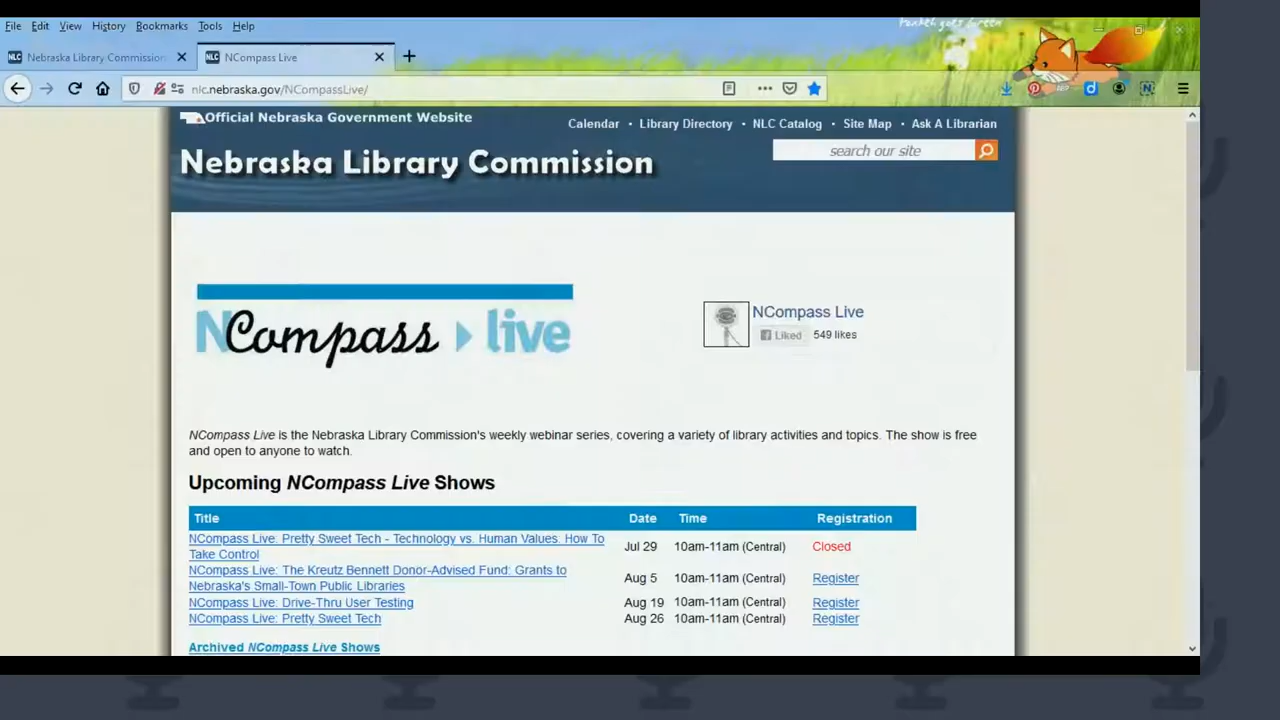 File Edit View History Bookmarks Tools Help
Nebraska Library Commission
NCompass Live
nlc.nebraska.gov/NCompassLive/
Official Nebraska Government Website
Calendar • Library Directory • NLC Catalog • Site Map • Ask A Librarian
search our site
Nebraska Library Commission
NCompass live
NCompass Live
Liked 549 likes
NCompass Live is the Nebraska Library Commission's weekly webinar series, covering a variety of library activities and topics. The show is free
and open to anyone to watch.
Upcoming NCompass Live Shows
Title Date Time Registration
NCompass Live: Pretty Sweet Tech - Technology vs. Human Values: How To
Take Control Jul 29 10am-11am (Central) Closed
NCompass Live: The Kreutz Bennett Donor-Advised Fund: Grants to
Nebraska's Small-Town Public Libraries Aug 5 10am-11am (Central) Register
NCompass Live: Drive-Thru User Testing Aug 19 10am-11am (Central) Register
NCompass Live: Pretty Sweet Tech Aug 26 10am-11am (Central) Register
Archived NCompass Live Shows